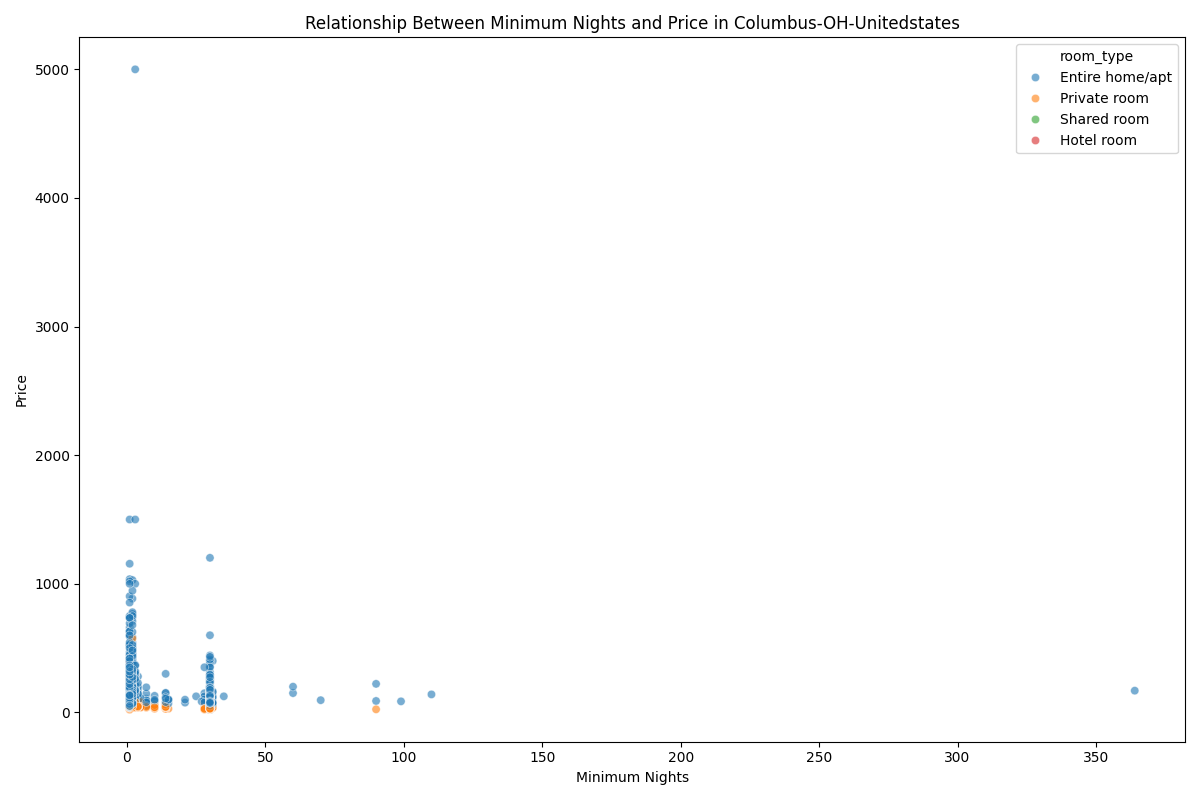 Relationship Between Minimum Nights and Price in Columbus-OH-Unitedstates
room_type
Entire home/apt
Private room
Shared room
Hotel room
Price
5000
4000
3000
2000
1000
0
0 50 100 150 200 250 300 350
Minimum Nights